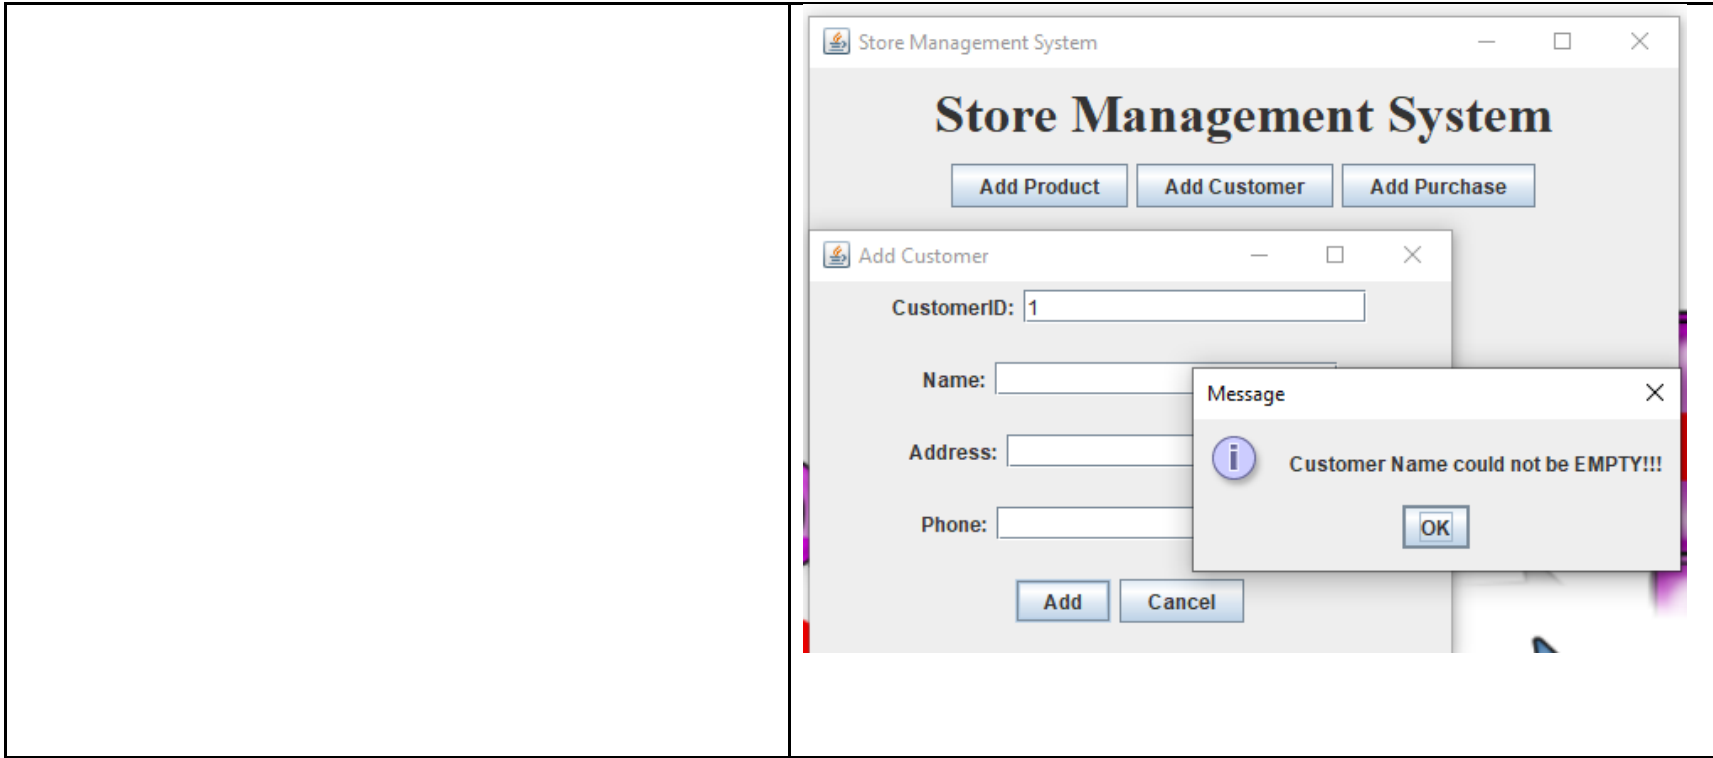 Store Management System
Store Management System
Add Product Add Customer Add Purchase
Add Customer
CustomerID: 1
Name:
Message
Address:
Customer Name could not be EMPTY!!!
Phone:
OK
Add Cancel